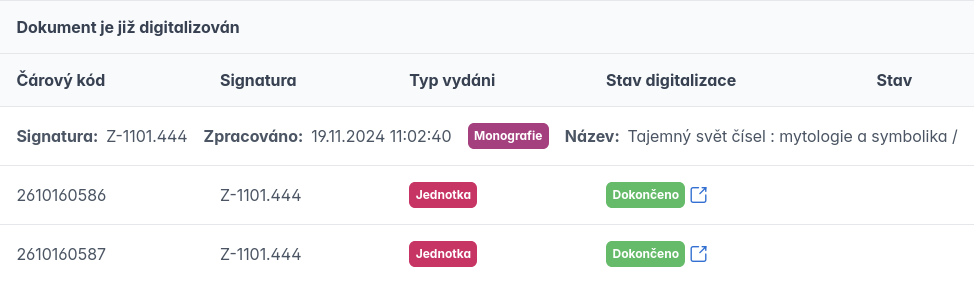 Dokument je již digitalizován
Čárový kód Signatura Typ vydáni Stav digitalizace Stav
Signatura: Z-1101.444 Zpracováno: 19.11.2024 11:02:40 Monografie Název: Tajemný svět čísel : mytologie a symbolika /
2610160586 Z-1101.444 Jednotka Dokončeno
2610160587 Z-1101.444 Jednotka Dokončeno